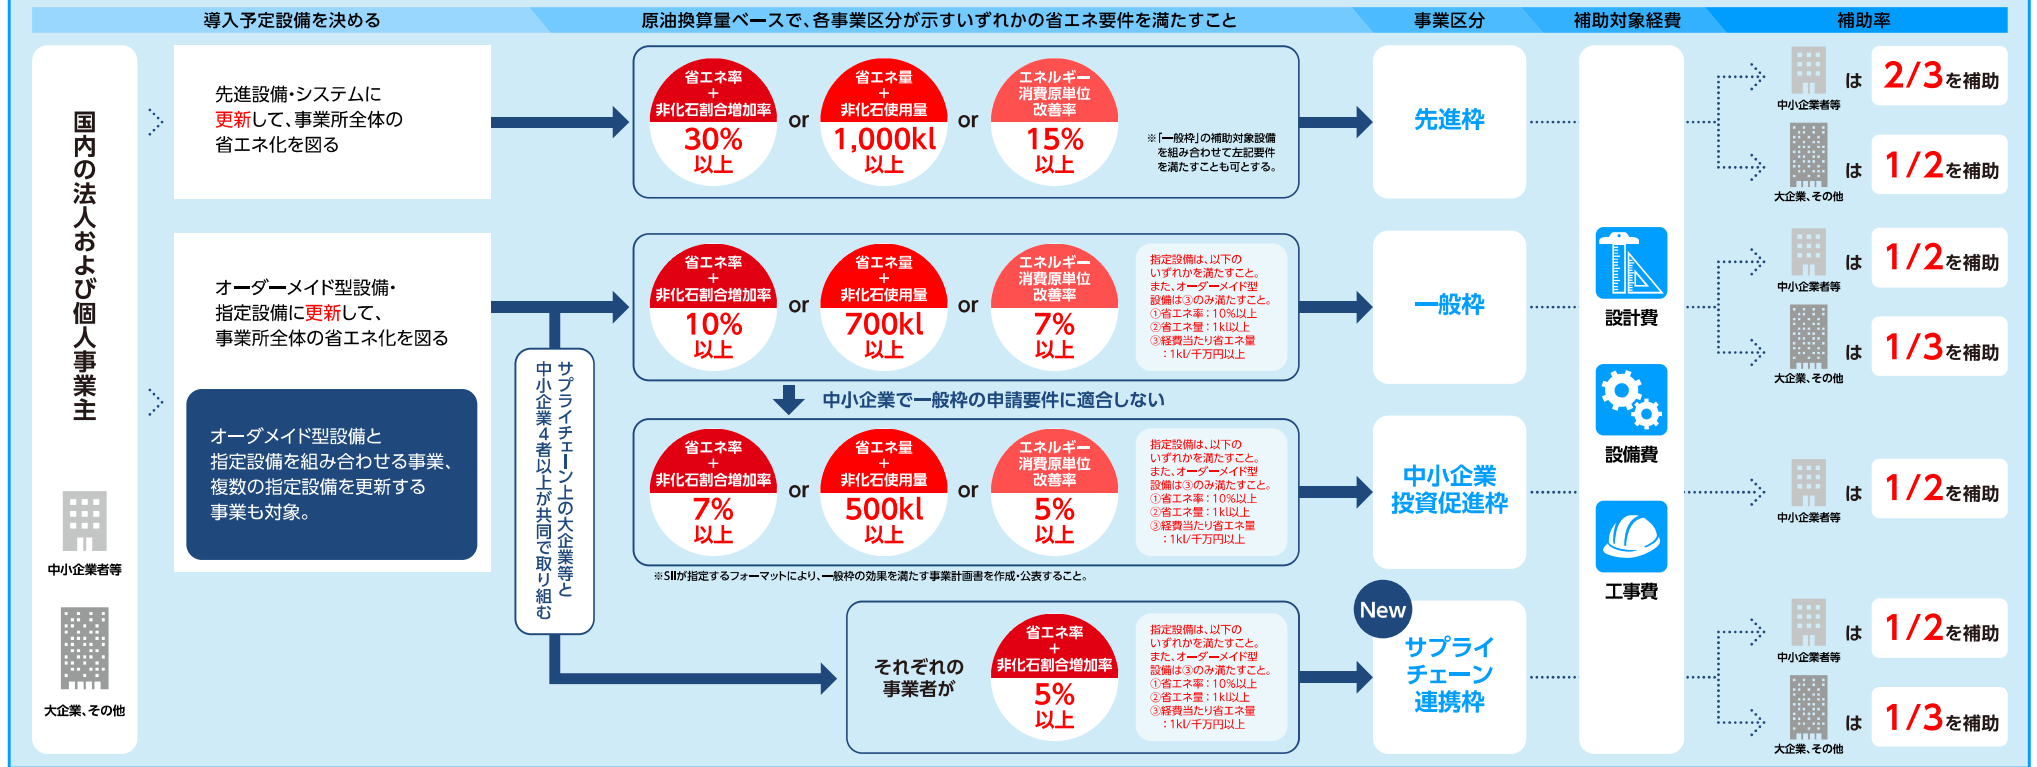 導入予定設備を決める
原油換算量ベースで、各事業区分が示すいずれかの省エネ要件を満たすこと
事業区分
補助対象経費
補助率
国内の法人および個人事業主
中小企業者等
大企業、その他
先進設備・システムに
更新して、事業所全体の
省エネ化を図る
省エネ率
+
非化石割合増加率
30%
以上
or
省エネ量
+
非化石使用量
1,000kl
以上
or
エネルギー
消費原単位
改善率
15%
以上
※「一般枠」の補助対象設備
を組み合わせて左記要件
を満たすことも可とする。
先進枠
中小企業者等
は
2/3を補助
大企業、その他
は
1/2を補助
オーダーメイド型設備・
指定設備に更新して、
事業所全体の省エネ化を図る
オーダメイド型設備と
指定設備を組み合わせる事業、
複数の指定設備を更新する
事業も対象。
省エネ率
+
非化石割合増加率
10%
以上
or
省エネ量
+
非化石使用量
700kl
以上
or
エネルギー
消費原単位
改善率
7%
以上
指定設備は、以下の
いずれかを満たすこと。
また、オーダーメイド型
設備は③のみ満たすこと。
①省エネ率：10%以上
②省エネ量：1kl以上
③経費当たり省エネ量
：1kl/千万円以上
一般枠
中小企業者等
は
1/2を補助
大企業、その他
は
1/3を補助
中小企業で一般枠の申請要件に適合しない
省エネ率
+
非化石割合増加率
7%
以上
or
省エネ量
+
非化石使用量
500kl
以上
or
エネルギー
消費原単位
改善率
5%
以上
指定設備は、以下の
いずれかを満たすこと。
また、オーダーメイド型
設備は③のみ満たすこと。
①省エネ率：10%以上
②省エネ量：1kl以上
③経費当たり省エネ量
：1kl/千万円以上
※SIIが指定するフォーマットにより、一般枠の効果を満たす事業計画書を作成・公表すること。
中小企業
投資促進枠
中小企業者等
は
1/2を補助
サプライチェーン上の大企業等と
中小企業4者以上が共同で取り組む
それぞれの
事業者が
省エネ率
+
非化石割合増加率
5%
以上
指定設備は、以下の
いずれかを満たすこと。
また、オーダーメイド型
設備は③のみ満たすこと。
①省エネ率：10%以上
②省エネ量：1kl以上
③経費当たり省エネ量
：1kl/千万円以上
New
サプライ
チェーン
連携枠
設計費
設備費
工事費
中小企業者等
は
1/2を補助
大企業、その他
は
1/3を補助